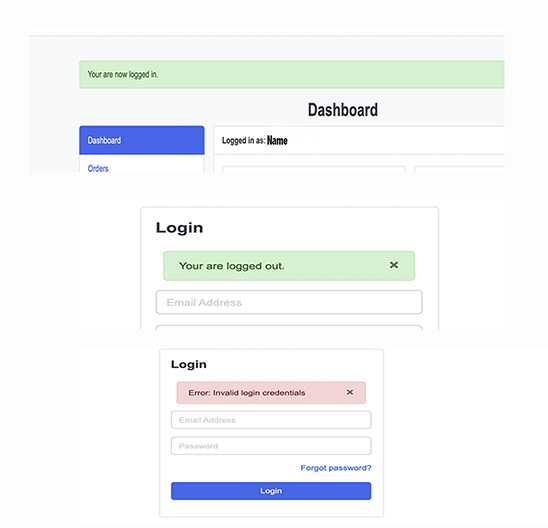 Your are now logged in.
Dashboard
Dashboard
Logged in as: Name
Orders
Login
Your are logged out. ×
Email Address
Login
Error: Invalid login credentials ×
Email Address
Password
Forgot password?
Login